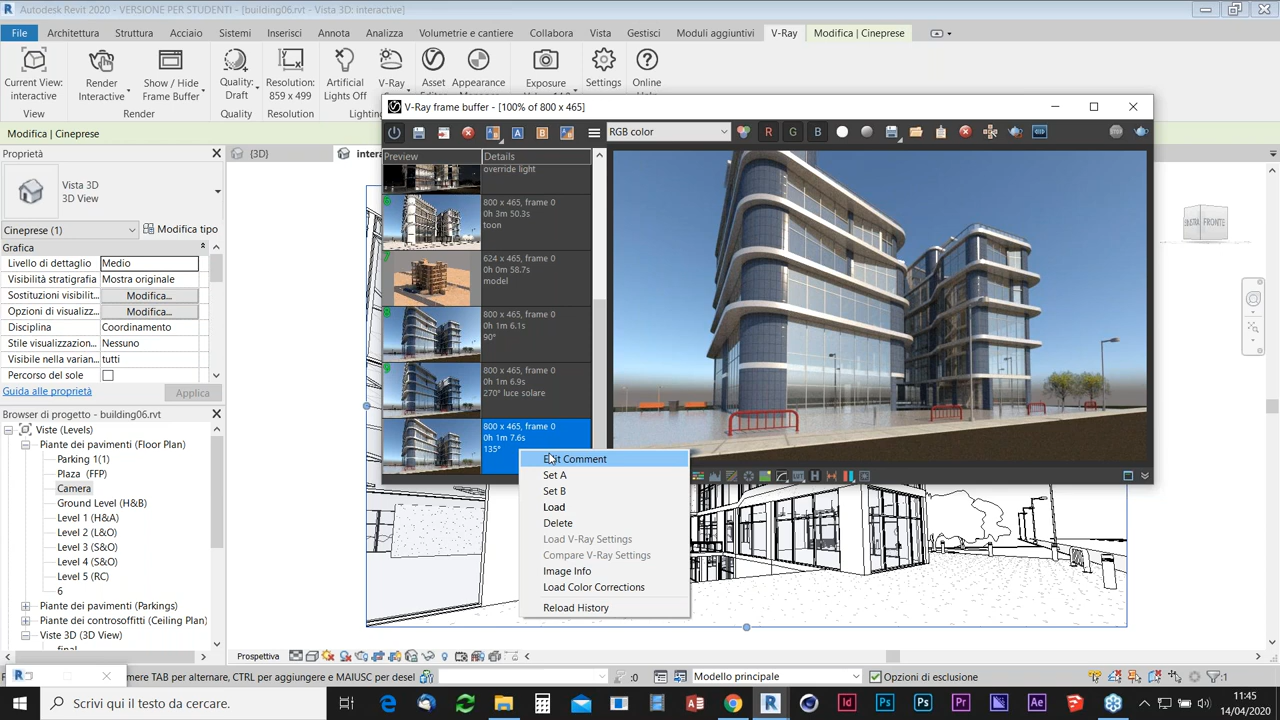 Autodesk Revit 2020 - VERSIONE PER STUDENTI - [building06.rvt - Vista 3D: interactive]
File Architettura Struttura Acciaio Sistemi Inserisci Annota Analizza Volumetrie e cantiere Collabora Vista Gestisci Moduli aggiuntivi V-Ray Modifica | Cineprese
Current View: interactive
Render Interactive
Show / Hide Frame Buffer
Quality: Draft
Resolution: 859 x 499
Artificial Lights Off
V-Ray
Asset Editor
Appearance Manager
Exposure
Settings
Online Help
View Render Quality Resolution
Modifica | Cineprese
V-Ray frame buffer - [100% of 800 x 465]
RGB color
R G B
STOP
Proprietà
{3D}
Vista 3D
3D View
Cineprese (1) Modifica tipo
Grafica
Livello di dettaglio Medio
Visibilità stratigrafia Mostra originale
Sostituzioni visibilit... Modifica...
Opzioni di visualizz... Modifica...
Disciplina Coordinamento
Stile visualizzazion... Nessuno
Visibile nella varian... tutti
Percorso del sole
Guida alle proprietà Applica
Preview Details
override light
6
800 x 465, frame 0
0h 3m 50.3s
toon
7
624 x 465, frame 0
0h 0m 58.7s
model
8
800 x 465, frame 0
0h 1m 6.1s
90°
9
800 x 465, frame 0
0h 1m 6.9s
270° luce solare
800 x 465, frame 0
0h 1m 7.6s
135°
Edit Comment
Set A
Set B
Load
Delete
Load V-Ray Settings
Compare V-Ray Settings
Image Info
Load Color Corrections
Reload History
FRONTE
Browser di progetto - building06.rvt
Viste (Levels)
Piante dei pavimenti (Floor Plan)
Parking 1(1)
Plaza (FFP)
Camera
Ground Level (H&A)
Level 1 (H&A)
Level 2 (L&O)
Level 3 (S&O)
Level 4 (S&O)
Level 5 (RC)
6
Piante dei pavimenti (Parkings)
Piante dei controsoffitti (Ceiling Plan)
Viste 3D (3D View)
Prospettiva
mere TAB per alternare, CTRL per aggiungere e MAIUSC per desel
:0
Modello principale
Opzioni di esclusione
:1
Scrivi qui il testo da cercare.
11:45
14/04/2020